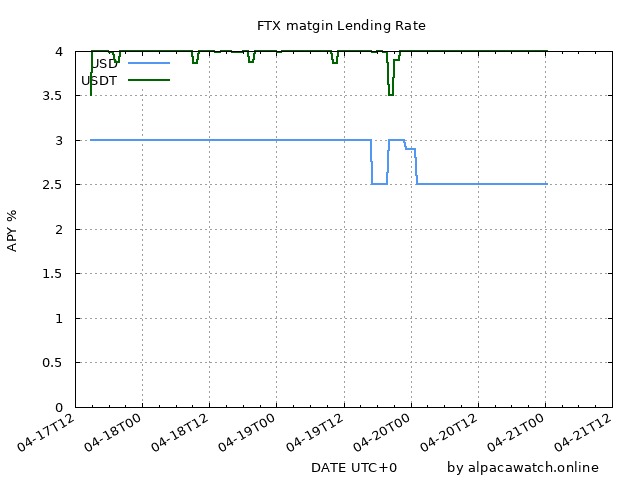 FTX matgin Lending Rate
USD
USDT
4
3.5
3
2.5
2
1.5
1
0.5
0
APY %
04-17T12
04-18T00
04-18T12
04-19T00
04-19T12
04-20T00
04-20T12
04-21T00
04-21T12
DATE UTC+0
by alpacawatch.online